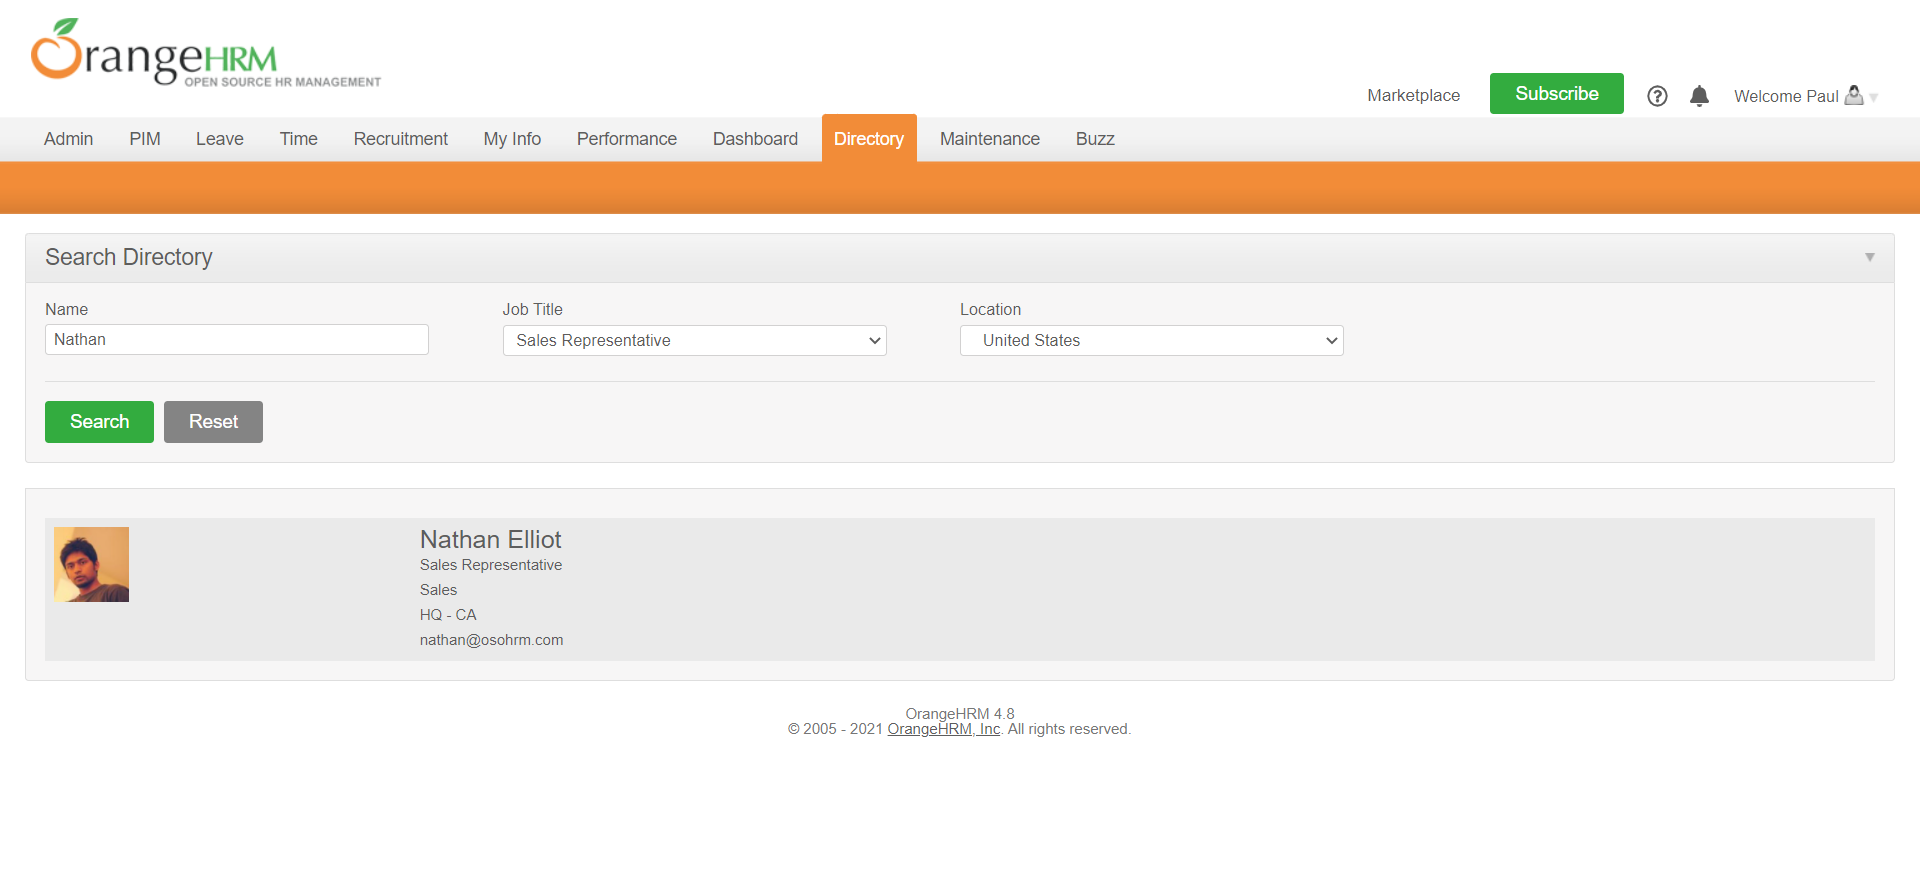 OrangeHRM
OPEN SOURCE HR MANAGEMENT
Marketplace
Subscribe
?
Welcome Paul
Admin PIM Leave Time Recruitment My Info Performance Dashboard Directory Maintenance Buzz
Search Directory
Name Job Title Location
Nathan Sales Representative United States
Search Reset
Nathan Elliot
Sales Representative
Sales
HQ - CA
nathan@osohrm.com
OrangeHRM 4.8
© 2005 - 2021 OrangeHRM, Inc. All rights reserved.